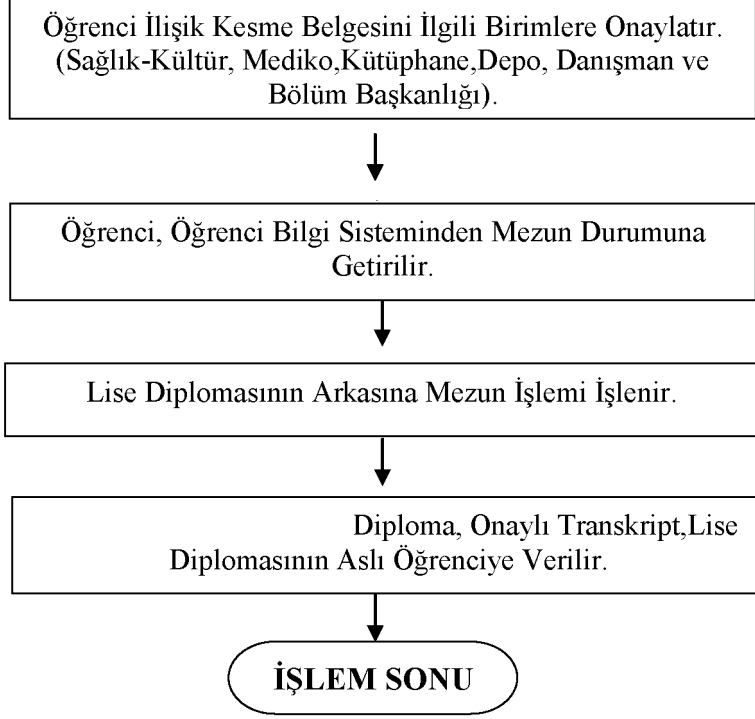 Öğrenci İlişik Kesme Belgesini İlgili Birimlere Onaylatır.
(Sağlık-Kültür, Mediko,Kütüphane,Depo, Danışman ve
Bölüm Başkanlığı).
Öğrenci, Öğrenci Bilgi Sisteminden Mezun Durumuna
Getirilir.
Lise Diplomasının Arkasına Mezun İşlemi İşlenir.
Diploma, Onaylı Transkript,Lise
Diplomasının Aslı Öğrenciye Verilir.
İŞLEM SONU